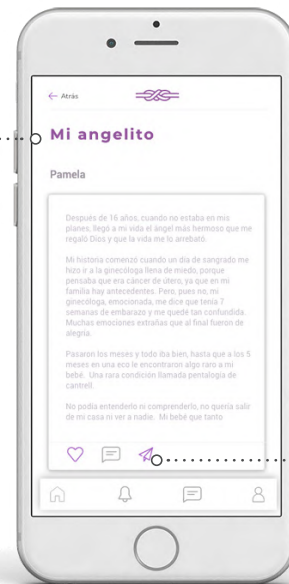 ← Atrás
Mi angelito
Pamela
Después de 16 años, cuando no estaba en mis
planes, llegó a mi vida el ángel más hermoso que me
regaló Dios y que la vida me lo arrebató.
Mi historia comenzó cuando un día de sangrado me
hizo ir a la ginecóloga llena de miedo, porque
pensaba que era cáncer de útero, ya que en mi
familia hay antecedentes. Pero, pues no, mi
ginecóloga, emocionada, me dice que tenia 7
semanas de embarazo y me quedé tan confundida.
Muchas emociones extrañas que al final fueron de
alegría.
Pasaron los meses y todo iba bien, hasta que a los 5
meses en una eco le encontraron algo raro a mi
bebé. Una rara condición llamada pentalogía de
cantrell.
No podía entenderlo ni comprenderlo, no quería salir
de mi casa ni ver a nadie. Mi bebé que tanto